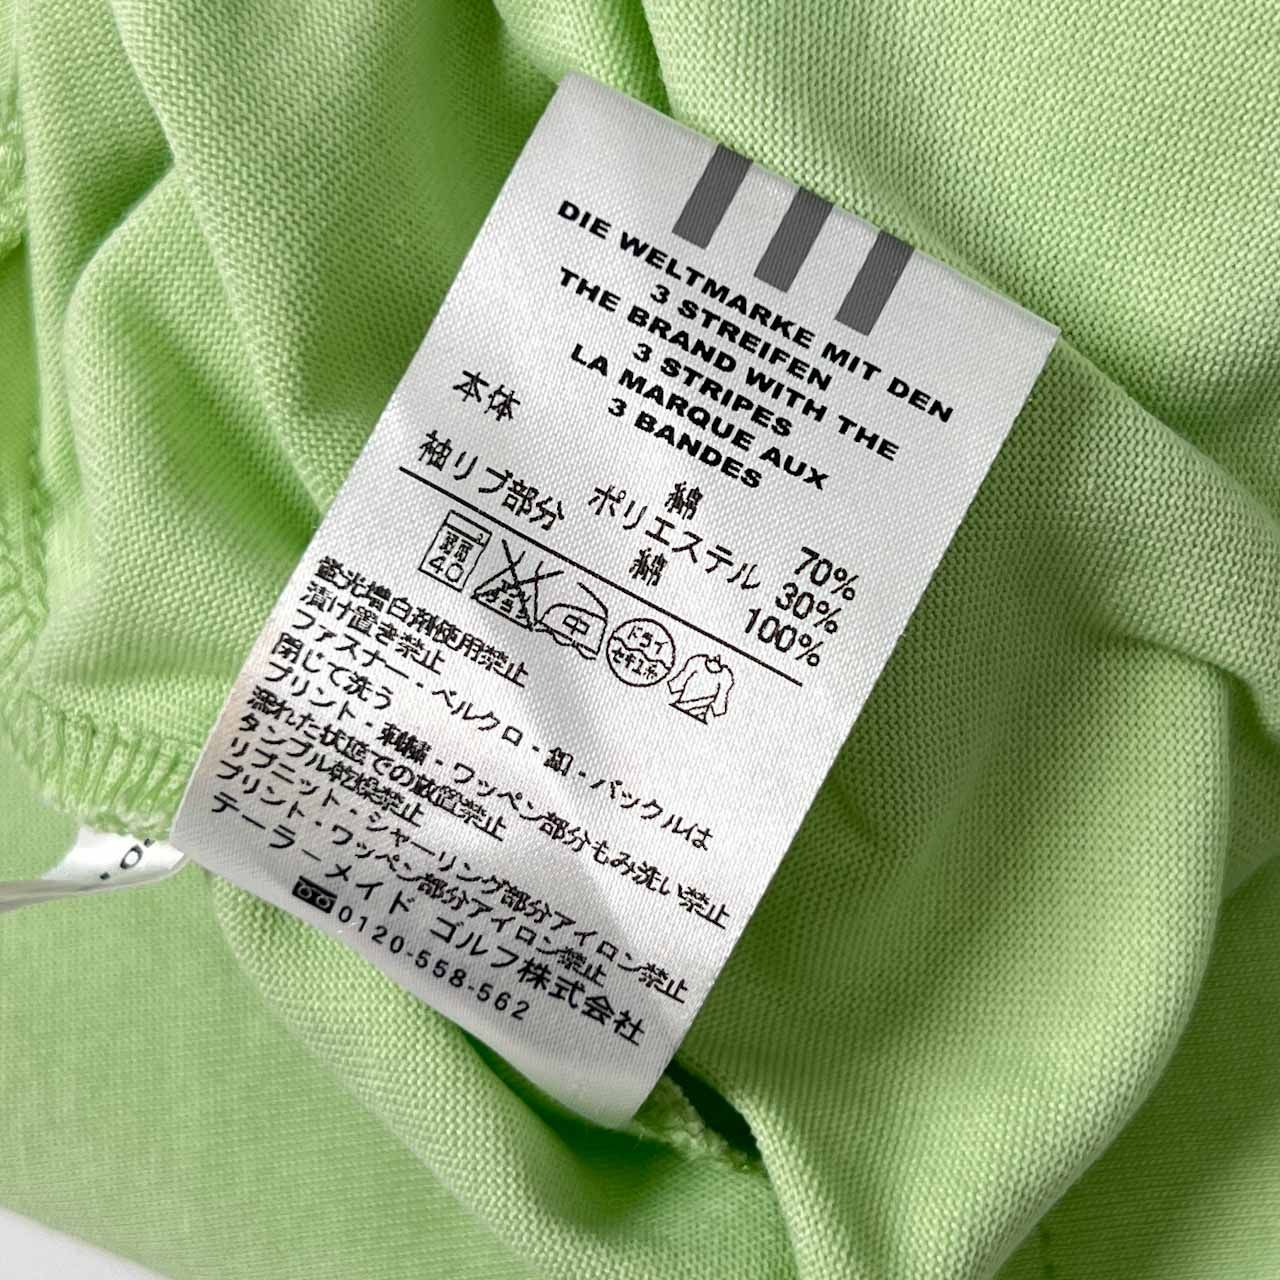 DIE WELTMARKE MIT DEN
3 STREIFEN
THE BRAND WITH THE
3 STRIPES
LA MARQUE AUX
3 BANDES
本体 綿 70%
ポリエステル 30%
袖リブ部分 綿 100%
40
中
ドライ
セキユ系
蛍光増白剤使用禁止
漬け置き禁止
ファスナー・ベルクロ・釦・バックルは
閉じて洗う
プリント・刺繍・ワッペン部分もみ洗い禁止
濡れた状態での放置禁止
タンブル乾燥禁止
リブニット・シャーリング部分アイロン禁止
プリント・ワッペン部分アイロン禁止
テーラーメイド ゴルフ株式会社
0120-558-562